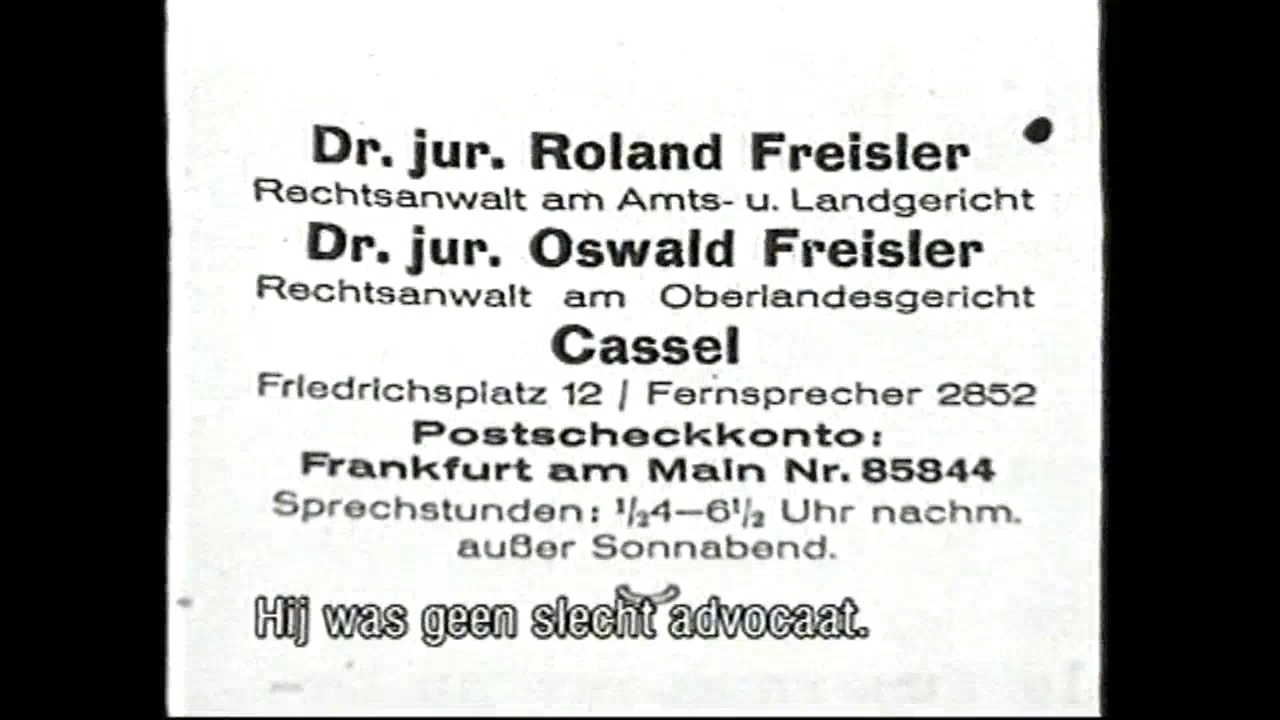 Dr. jur. Roland Freisler
Rechtsanwalt am Amts- u. Landgericht
Dr. jur. Oswald Freisler
Rechtsanwalt am Oberlandesgericht
Cassel
Friedrichsplatz 12 / Fernsprecher 2852
Postscheckkonto:
Frankfurt am Main Nr. 85844
Sprechstunden: ½4—6½ Uhr nachm.
außer Sonnabend.
Hij was geen slecht advocaat.